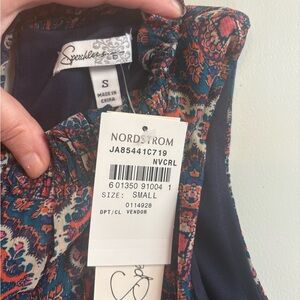 Speechless
S
MADE IN
CHINA
NORDSTROM
JA85441C719
NVCRL
6 01350 91004 1
SIZE: SMALL
0114928
DPT/CL VENDOR